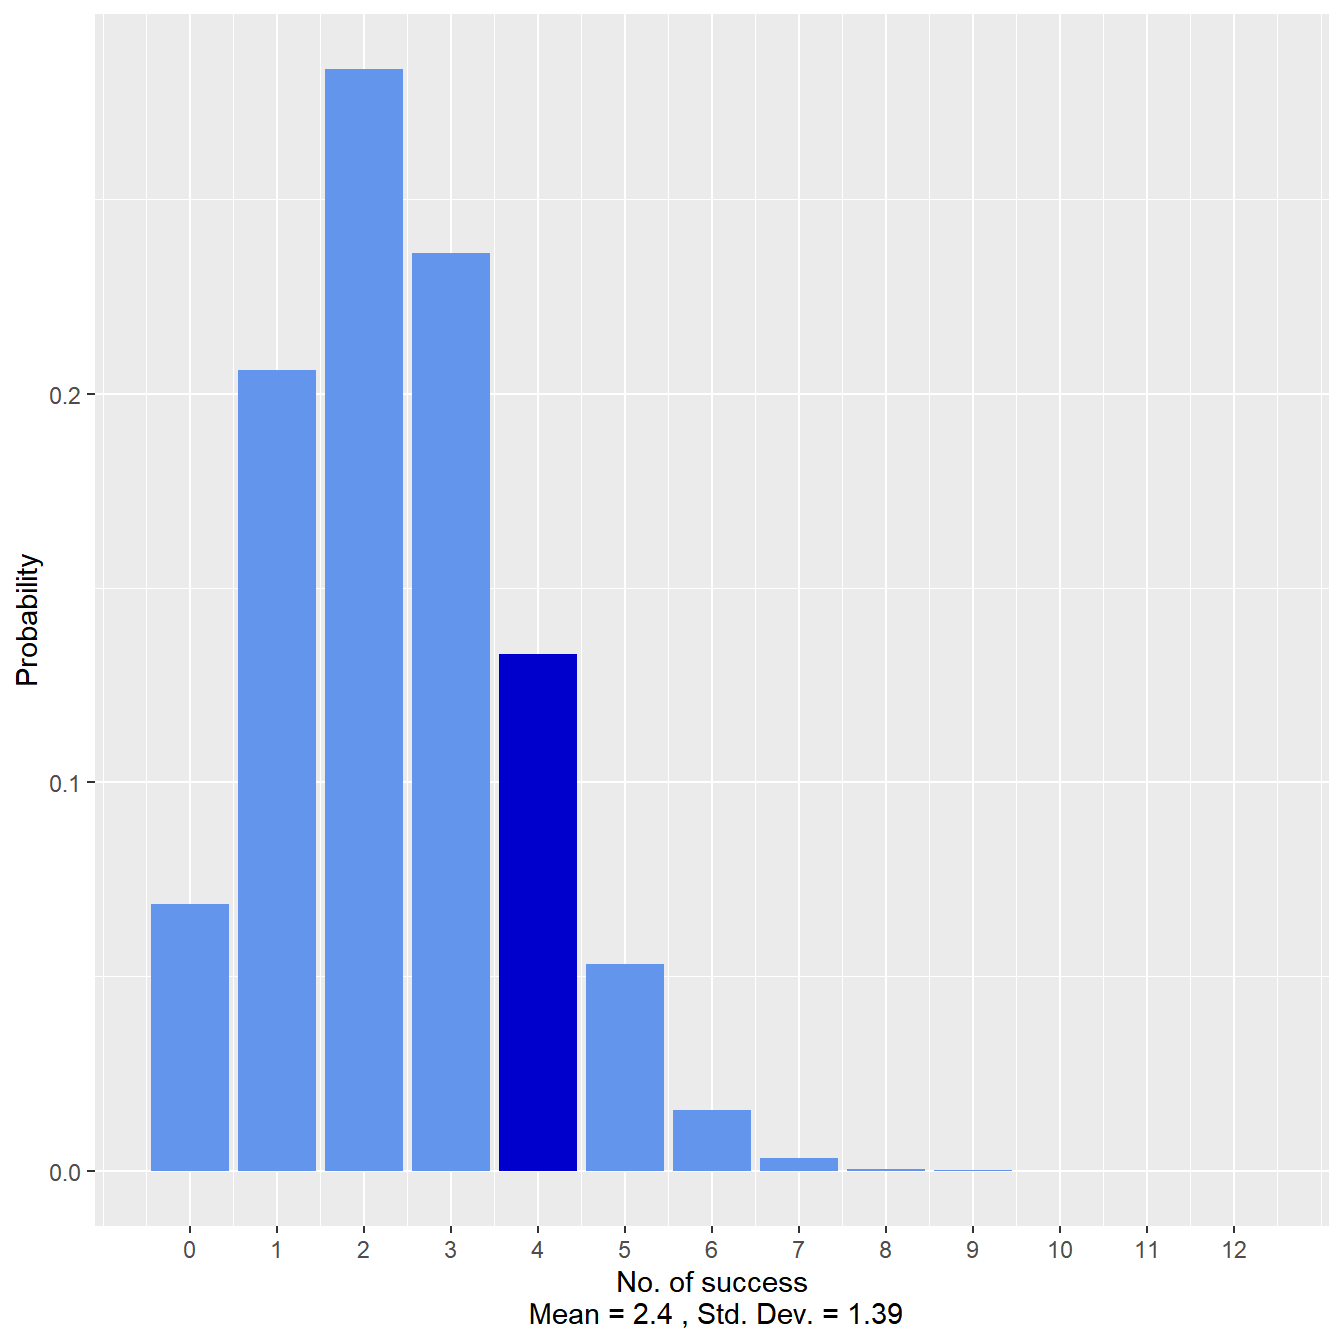 Probability
0.2
0.1
0.0
0 1 2 3 4 5 6 7 8 9 10 11 12
No. of success
Mean = 2.4 , Std. Dev. = 1.39